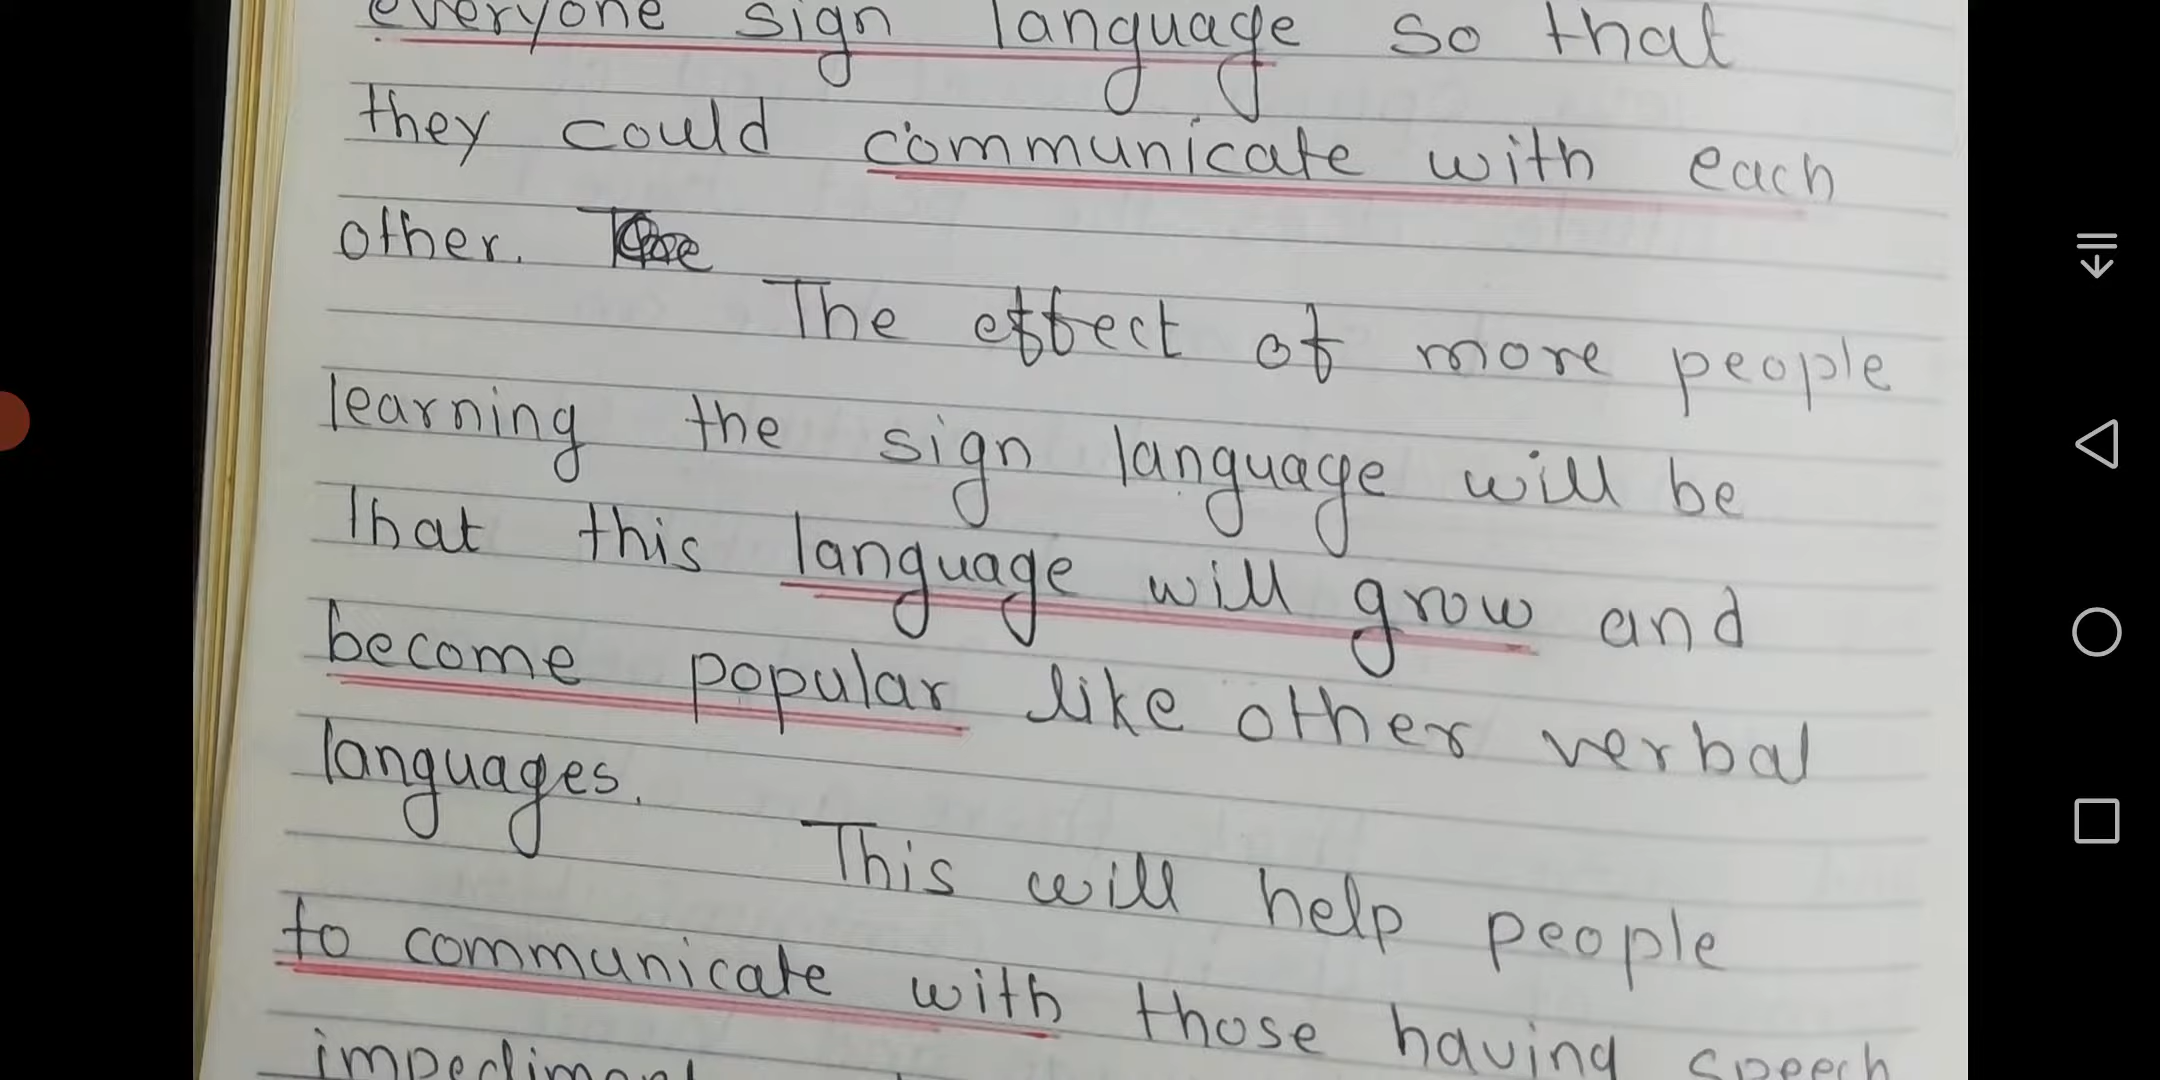 everyone sign language so that
they could communicate with each
other.
The effect of more people
learning the sign language will be
that this language will grow and
become popular like other verbal
languages.
This will help people
to communicate with those having speech
impediment